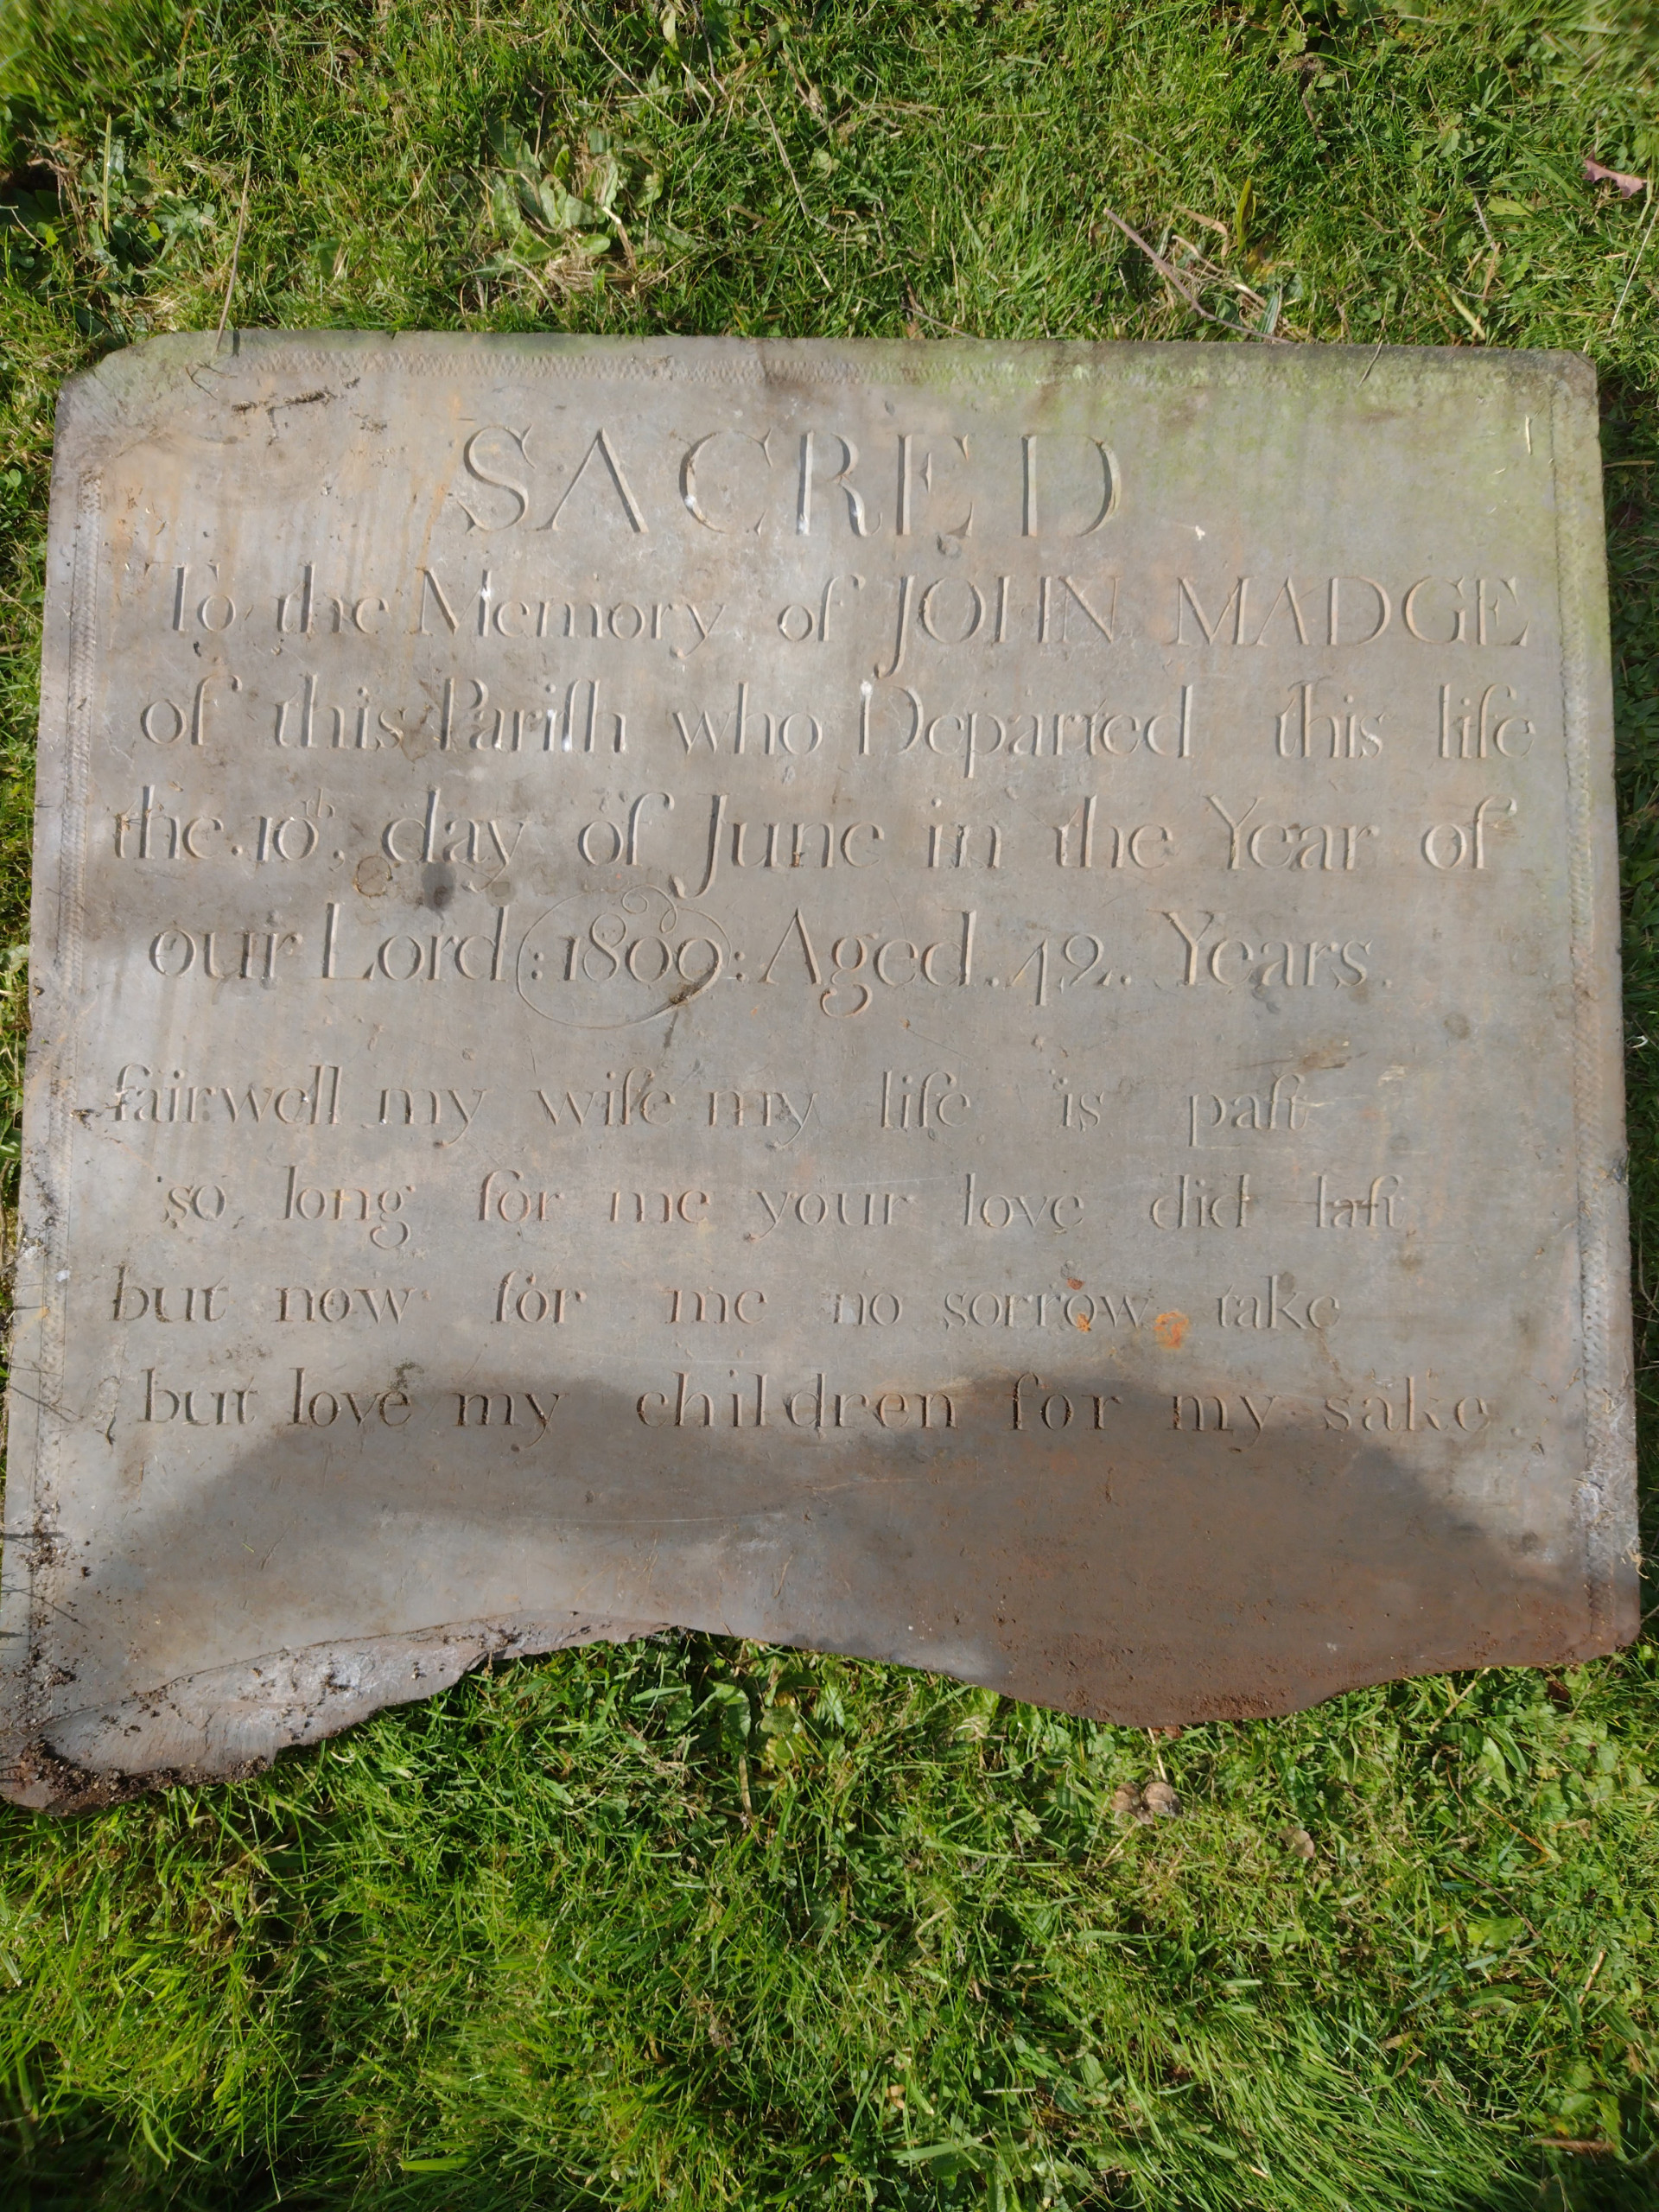 SACRED
To the Memory of JOHN MADGE
of this Pariſh who Departed this life
the.10th. day of June in the Year of
our Lord:1809: Aged.42. Years.
fairwell my wife my life is paſt
so long for me your love did laſt
but now for me no sorrow take
but love my children for my sake